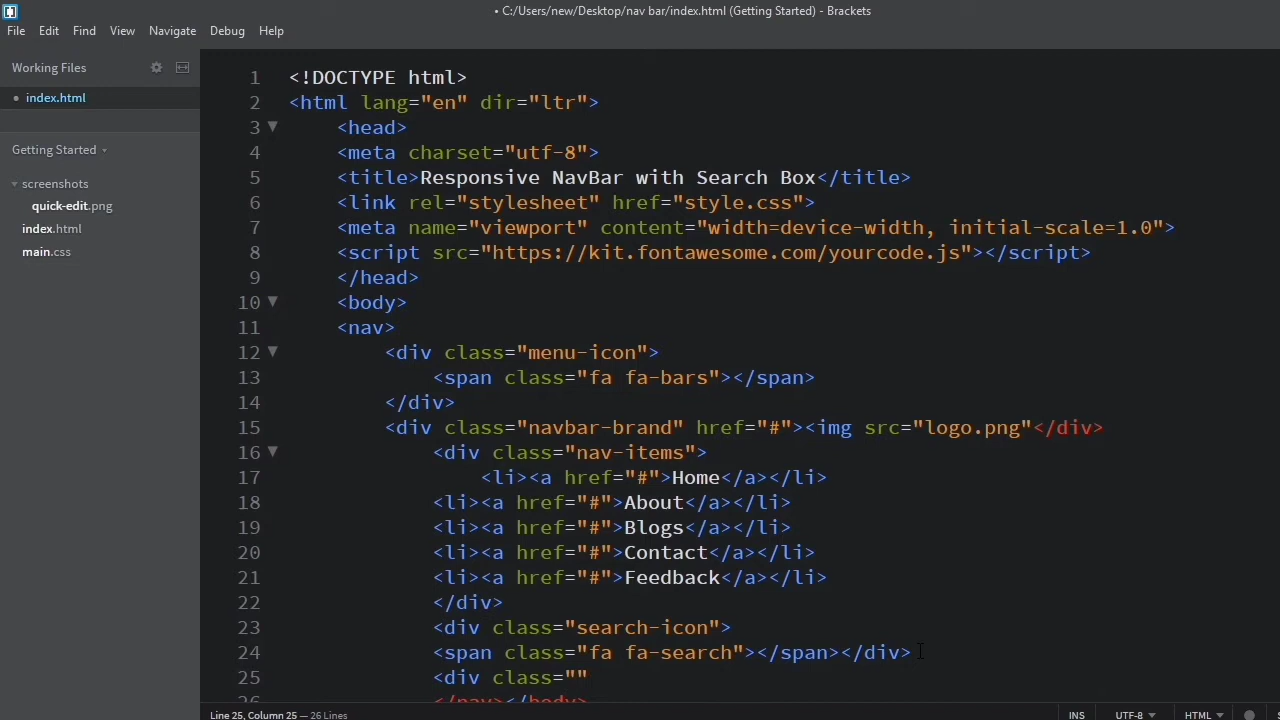 • C:/Users/new/Desktop/nav bar/index.html (Getting Started) - Brackets
File Edit Find View Navigate Debug Help
Working Files
• index.html
Getting Started
screenshots
quick-edit.png
index.html
main.css
1 <!DOCTYPE html>
2 <html lang="en" dir="ltr">
3 <head>
4 <meta charset="utf-8">
5 <title>Responsive NavBar with Search Box</title>
6 <link rel="stylesheet" href="style.css">
7 <meta name="viewport" content="width=device-width, initial-scale=1.0">
8 <script src="https://kit.fontawesome.com/yourcode.js"></script>
9 </head>
10 <body>
11 <nav>
12 <div class="menu-icon">
13 <span class="fa fa-bars"></span>
14 </div>
15 <div class="navbar-brand" href="#"><img src="logo.png"</div>
16 <div class="nav-items">
17 <li><a href="#">Home</a></li>
18 <li><a href="#">About</a></li>
19 <li><a href="#">Blogs</a></li>
20 <li><a href="#">Contact</a></li>
21 <li><a href="#">Feedback</a></li>
22 </div>
23 <div class="search-icon">
24 <span class="fa fa-search"></span></div>
25 <div class=""
26 </nav></body>
Line 25, Column 25 — 26 Lines
INS UTF-8 HTML